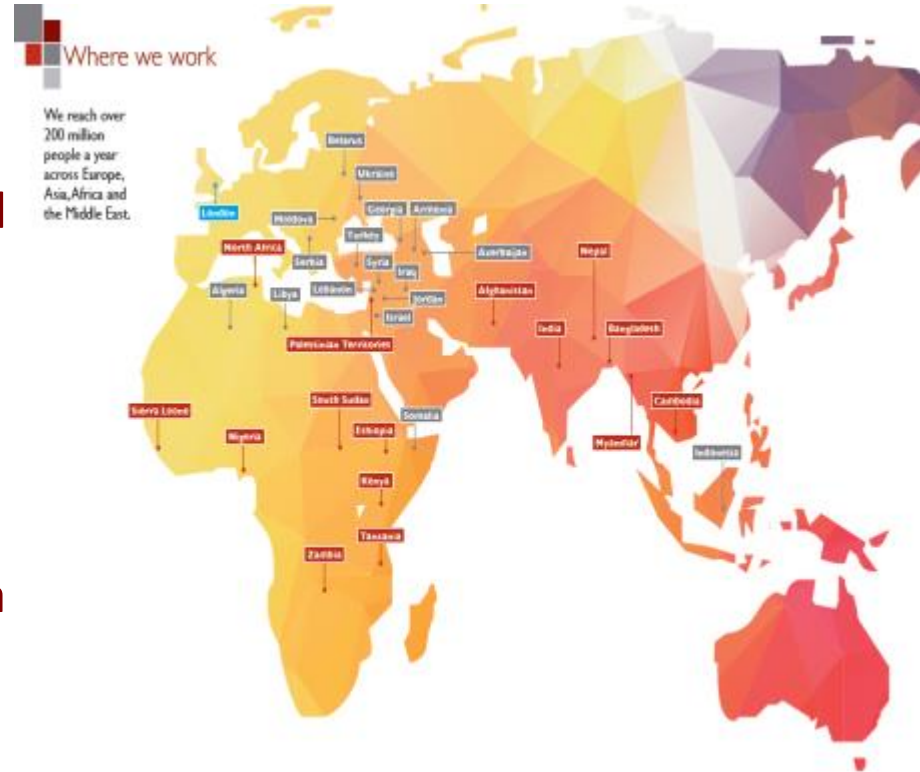 Where we work
We reach over
200 million
people a year
across Europe,
Asia, Africa and
the Middle East.
Belarus
Ukraine
Georgia
Armenia
London
Moldova
Turkey
North Africa
Serbia
Syria
Azerbaijan
Nepal
Iraq
Algeria
Libya
Lebanon
Jordan
Afghanistan
Israel
India
Bangladesh
Palestinian Territories
Sierra Leone
South Sudan
Somalia
Cambodia
Nigeria
Ethiopia
Myanmar
Indonesia
Kenya
Tanzania
Zambia